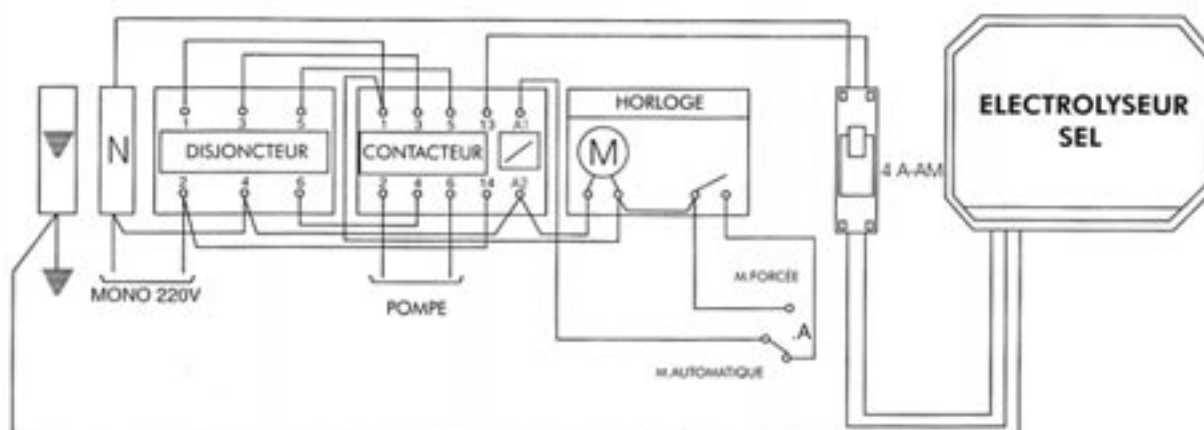 N
1 3 5
DISJONCTEUR
2 4 6
1 3 5 13 A1
CONTACTEUR
2 4 6 14 A2
HORLOGE
M
4 A-AM
ELECTROLYSEUR
SEL
MONO 220V
POMPE
M.FORCÉE
.A
M.AUTOMATIQUE